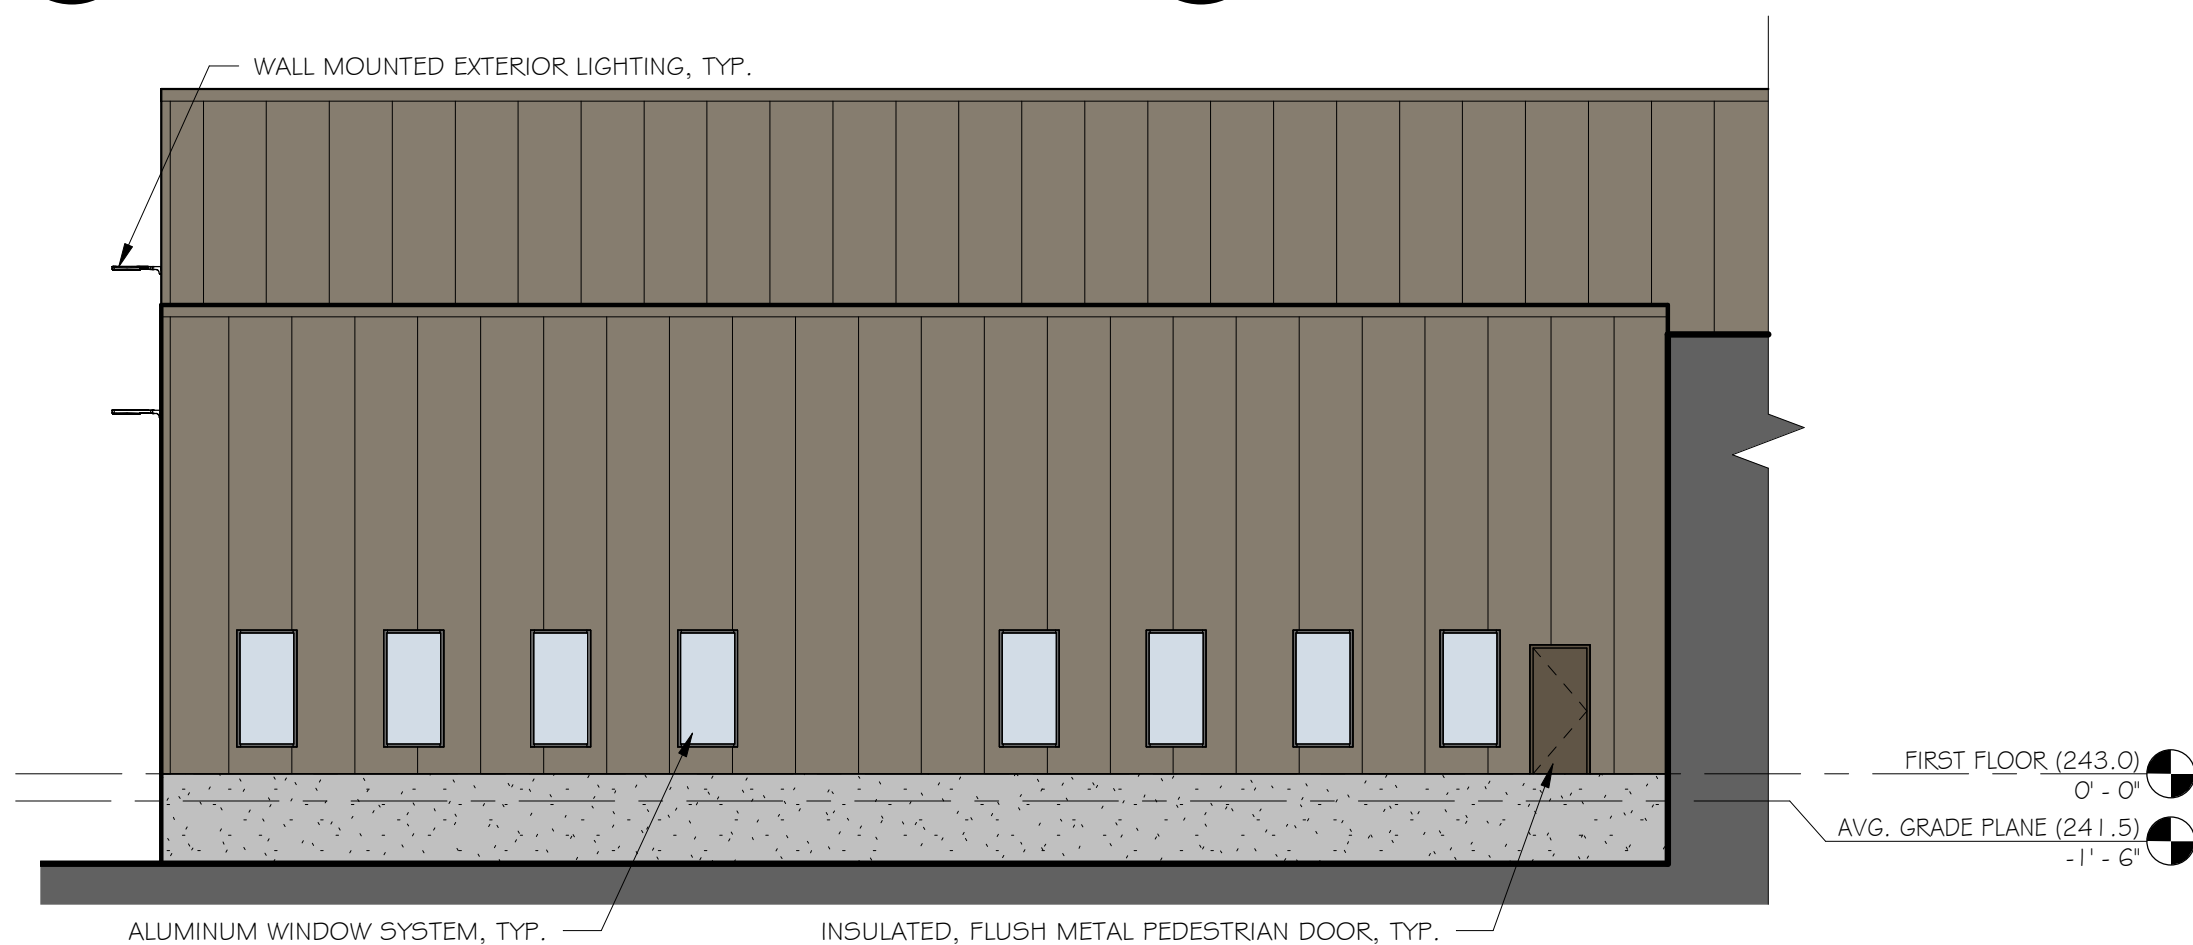 WALL MOUNTED EXTERIOR LIGHTING, TYP.
FIRST FLOOR (243.0)
0' - 0"
AVG. GRADE PLANE (241.5)
-1' - 6"
ALUMINUM WINDOW SYSTEM, TYP.
INSULATED, FLUSH METAL PEDESTRIAN DOOR, TYP.